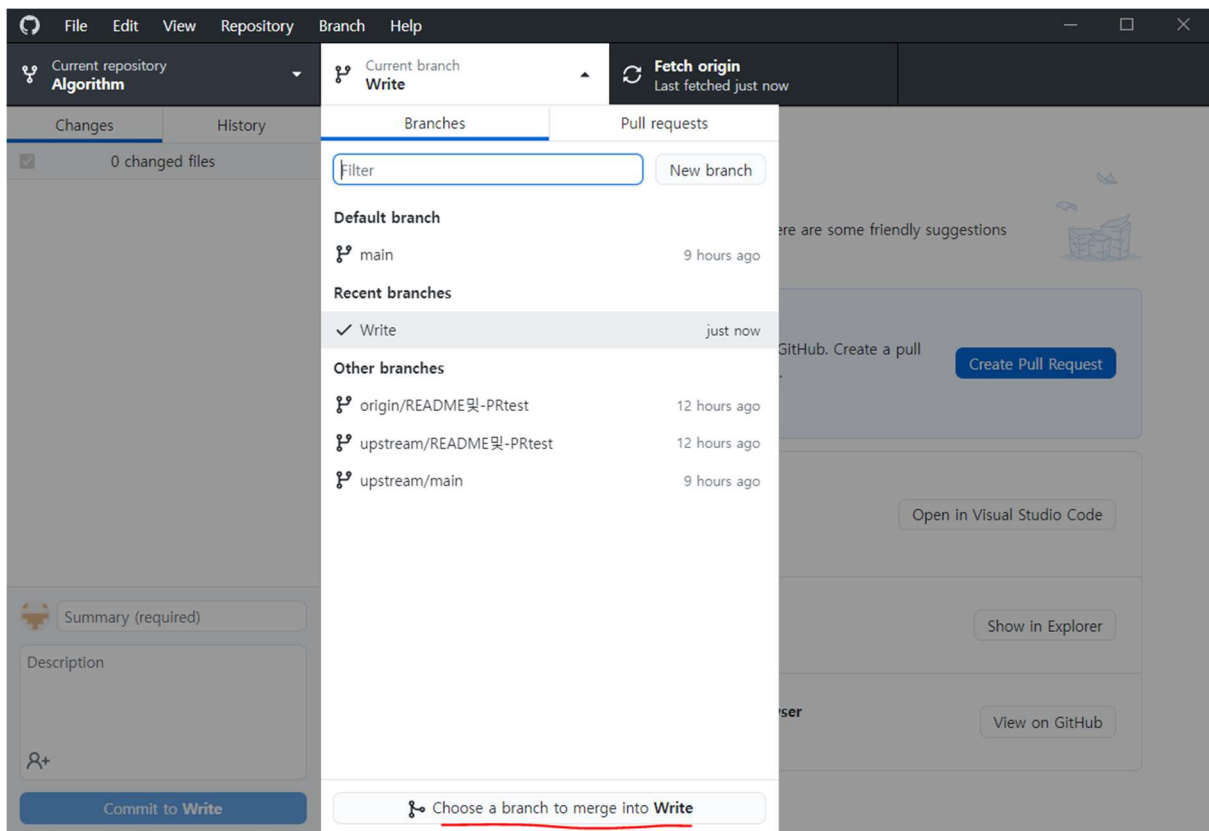 File Edit View Repository Branch Help
Current repository
Algorithm
Current branch
Write
Fetch origin
Last fetched just now
Changes History
0 changed files
Branches Pull requests
Filter New branch
Default branch
main 9 hours ago
Recent branches
Write just now
Other branches
origin/README및-PRtest 12 hours ago
upstream/README및-PRtest 12 hours ago
upstream/main 9 hours ago
ere are some friendly suggestions
GitHub. Create a pull
.
Create Pull Request
Open in Visual Studio Code
Show in Explorer
View on GitHub
Summary (required)
Description
Commit to Write
Choose a branch to merge into Write